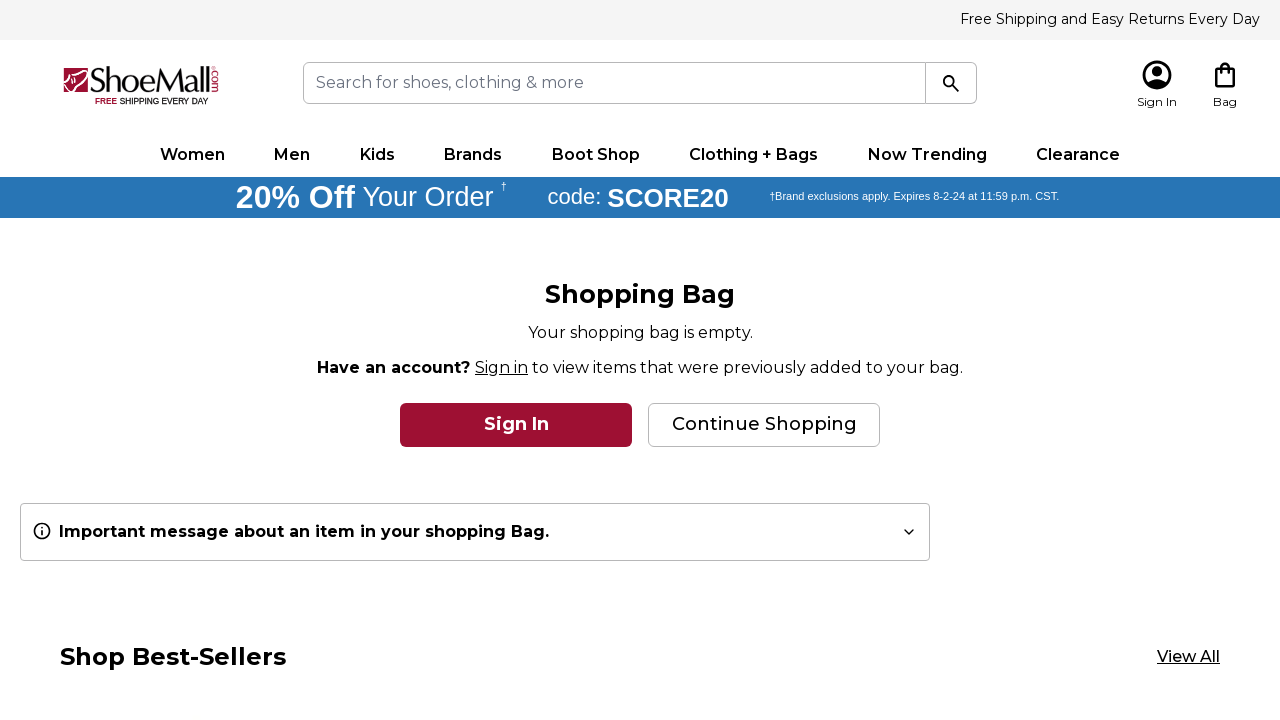 Free Shipping and Easy Returns Every Day
ShoeMall®.com
FREE SHIPPING EVERY DAY
Search for shoes, clothing & more
Sign In
Bag
Women Men Kids Brands Boot Shop Clothing + Bags Now Trending Clearance
20% Off Your Order † code: SCORE20 †Brand exclusions apply. Expires 8-2-24 at 11:59 p.m. CST.
Shopping Bag
Your shopping bag is empty.
Have an account? Sign in to view items that were previously added to your bag.
Sign In
Continue Shopping
Important message about an item in your shopping Bag.
Shop Best-Sellers
View All